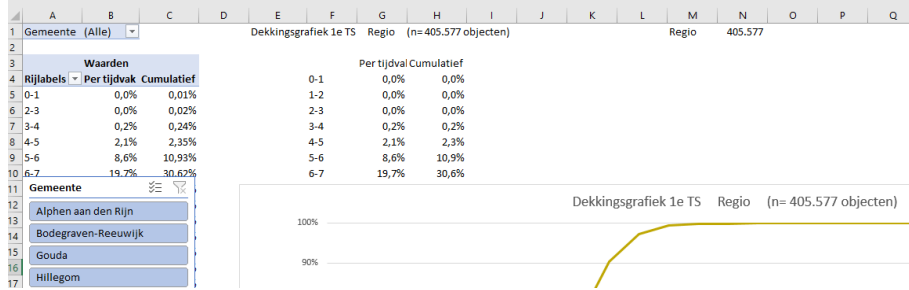 A B C D E F G H I J K L M N O P Q
1 Gemeente (Alle) Dekkingsgrafiek 1e TS Regio (n= 405.577 objecten) Regio 405.577
2
3 Waarden Per tijdval Cumulatief
4 Rijlabels Per tijdvak Cumulatief 0-1 0,0% 0,0%
5 0-1 0,0% 0,01% 1-2 0,0% 0,0%
6 2-3 0,0% 0,02% 2-3 0,0% 0,0%
7 3-4 0,2% 0,24% 3-4 0,2% 0,2%
8 4-5 2,1% 2,35% 4-5 2,1% 2,3%
9 5-6 8,6% 10,93% 5-6 8,6% 10,9%
10 6-7 19,7% 30,62% 6-7 19,7% 30,6%
11 Gemeente
12 Alphen aan den Rijn Dekkingsgrafiek 1e TS Regio (n= 405.577 objecten)
13 100%
14 Bodegraven-Reeuwijk
15 Gouda
16 90%
17 Hillegom